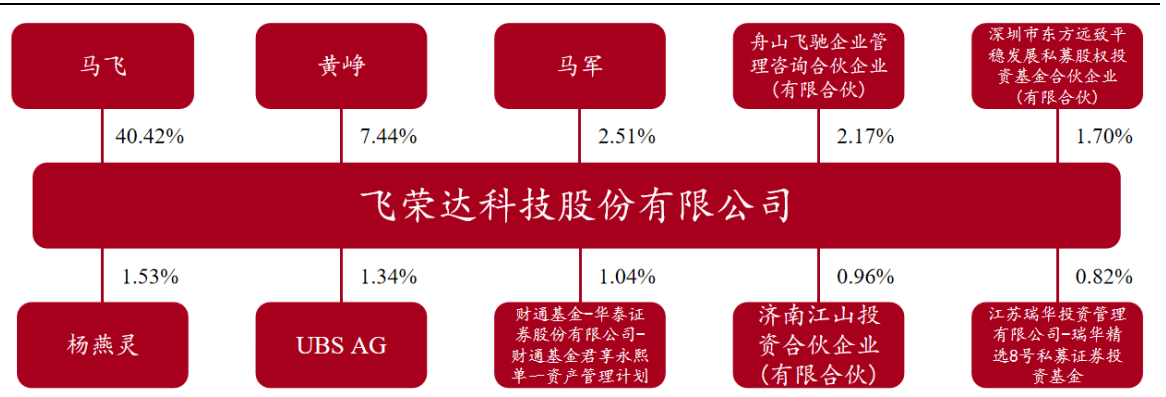 马飞
黄峥
马军
舟山飞驰企业管
理咨询合伙企业
(有限合伙)
深圳市东方远致平
稳发展私募股权投
资基金合伙企业
(有限合伙)
40.42%
7.44%
2.51%
2.17%
1.70%
飞荣达科技股份有限公司
1.53%
1.34%
1.04%
0.96%
0.82%
杨燕灵
UBS AG
财通基金-华泰证
券股份有限公司-
财通基金君享永熙
单一资产管理计划
济南江山投
资合伙企业
(有限合伙)
江苏瑞华投资管理
有限公司-瑞华精
选8号私募证券投
资基金